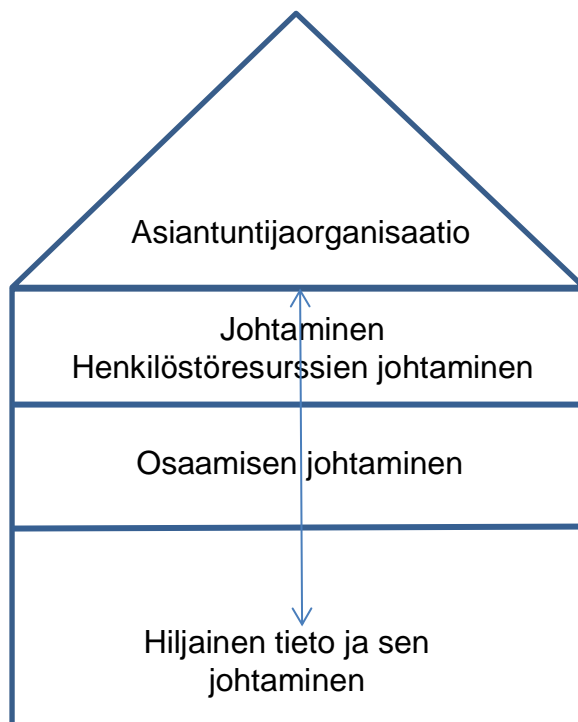 Asiantuntijaorganisaatio
Johtaminen
Henkilöstöresurssien johtaminen
Osaamisen johtaminen
Hiljainen tieto ja sen
johtaminen